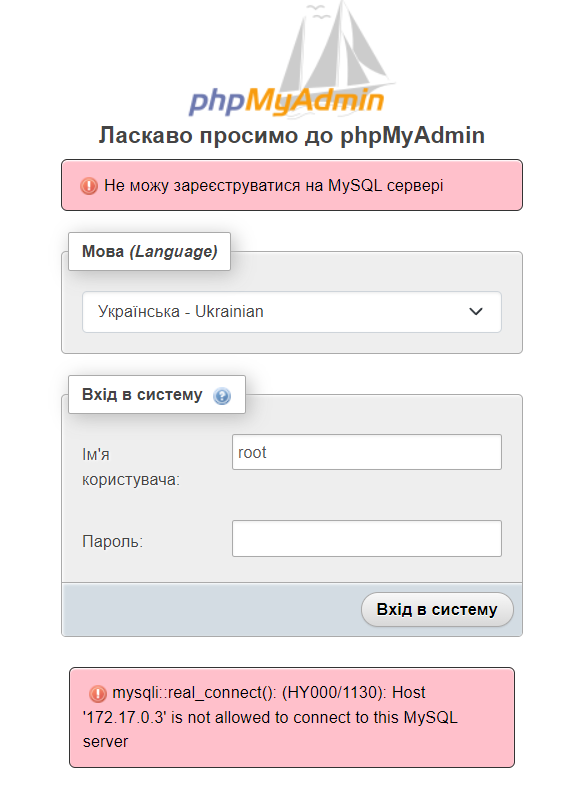 phpMyAdmin
Ласкаво просимо до phpMyAdmin
Не можу зареєструватися на MySQL сервері
Мова (Language)
Українська - Ukrainian
Вхід в систему
Ім'я
користувача:
root
Пароль:
Вхід в систему
mysqli::real_connect(): (HY000/1130): Host
'172.17.0.3' is not allowed to connect to this MySQL
server